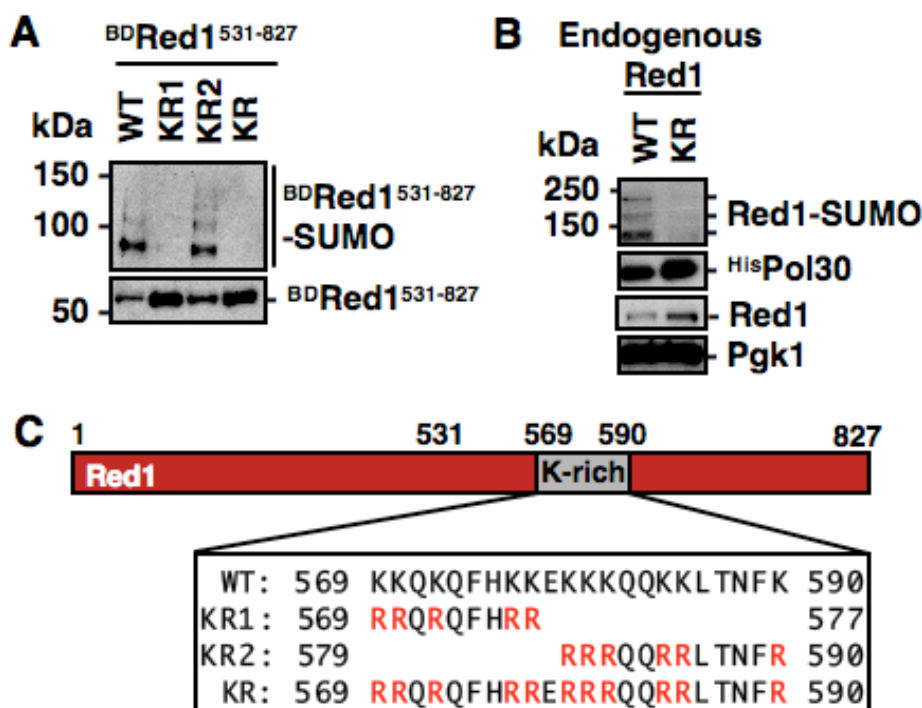 A
BDRed1531-827
kDa
WT
KR1
KR2
KR
150
100
50
BDRed1531-827
-SUMO
BDRed1531-827
B
Endogenous
Red1
kDa
WT
KR
250
150
Red1-SUMO
HisPol30
Red1
Pgk1
C
1 531 569 590 827
Red1 K-rich
WT: 569 KKQKQFHKKEKKKQQKKLTNFK 590
KR1: 569 RRQRQFHRR 577
KR2: 579 RRRQQRRLTNFR 590
KR: 569 RRQRQFHRRERRRQQRRLTNFR 590